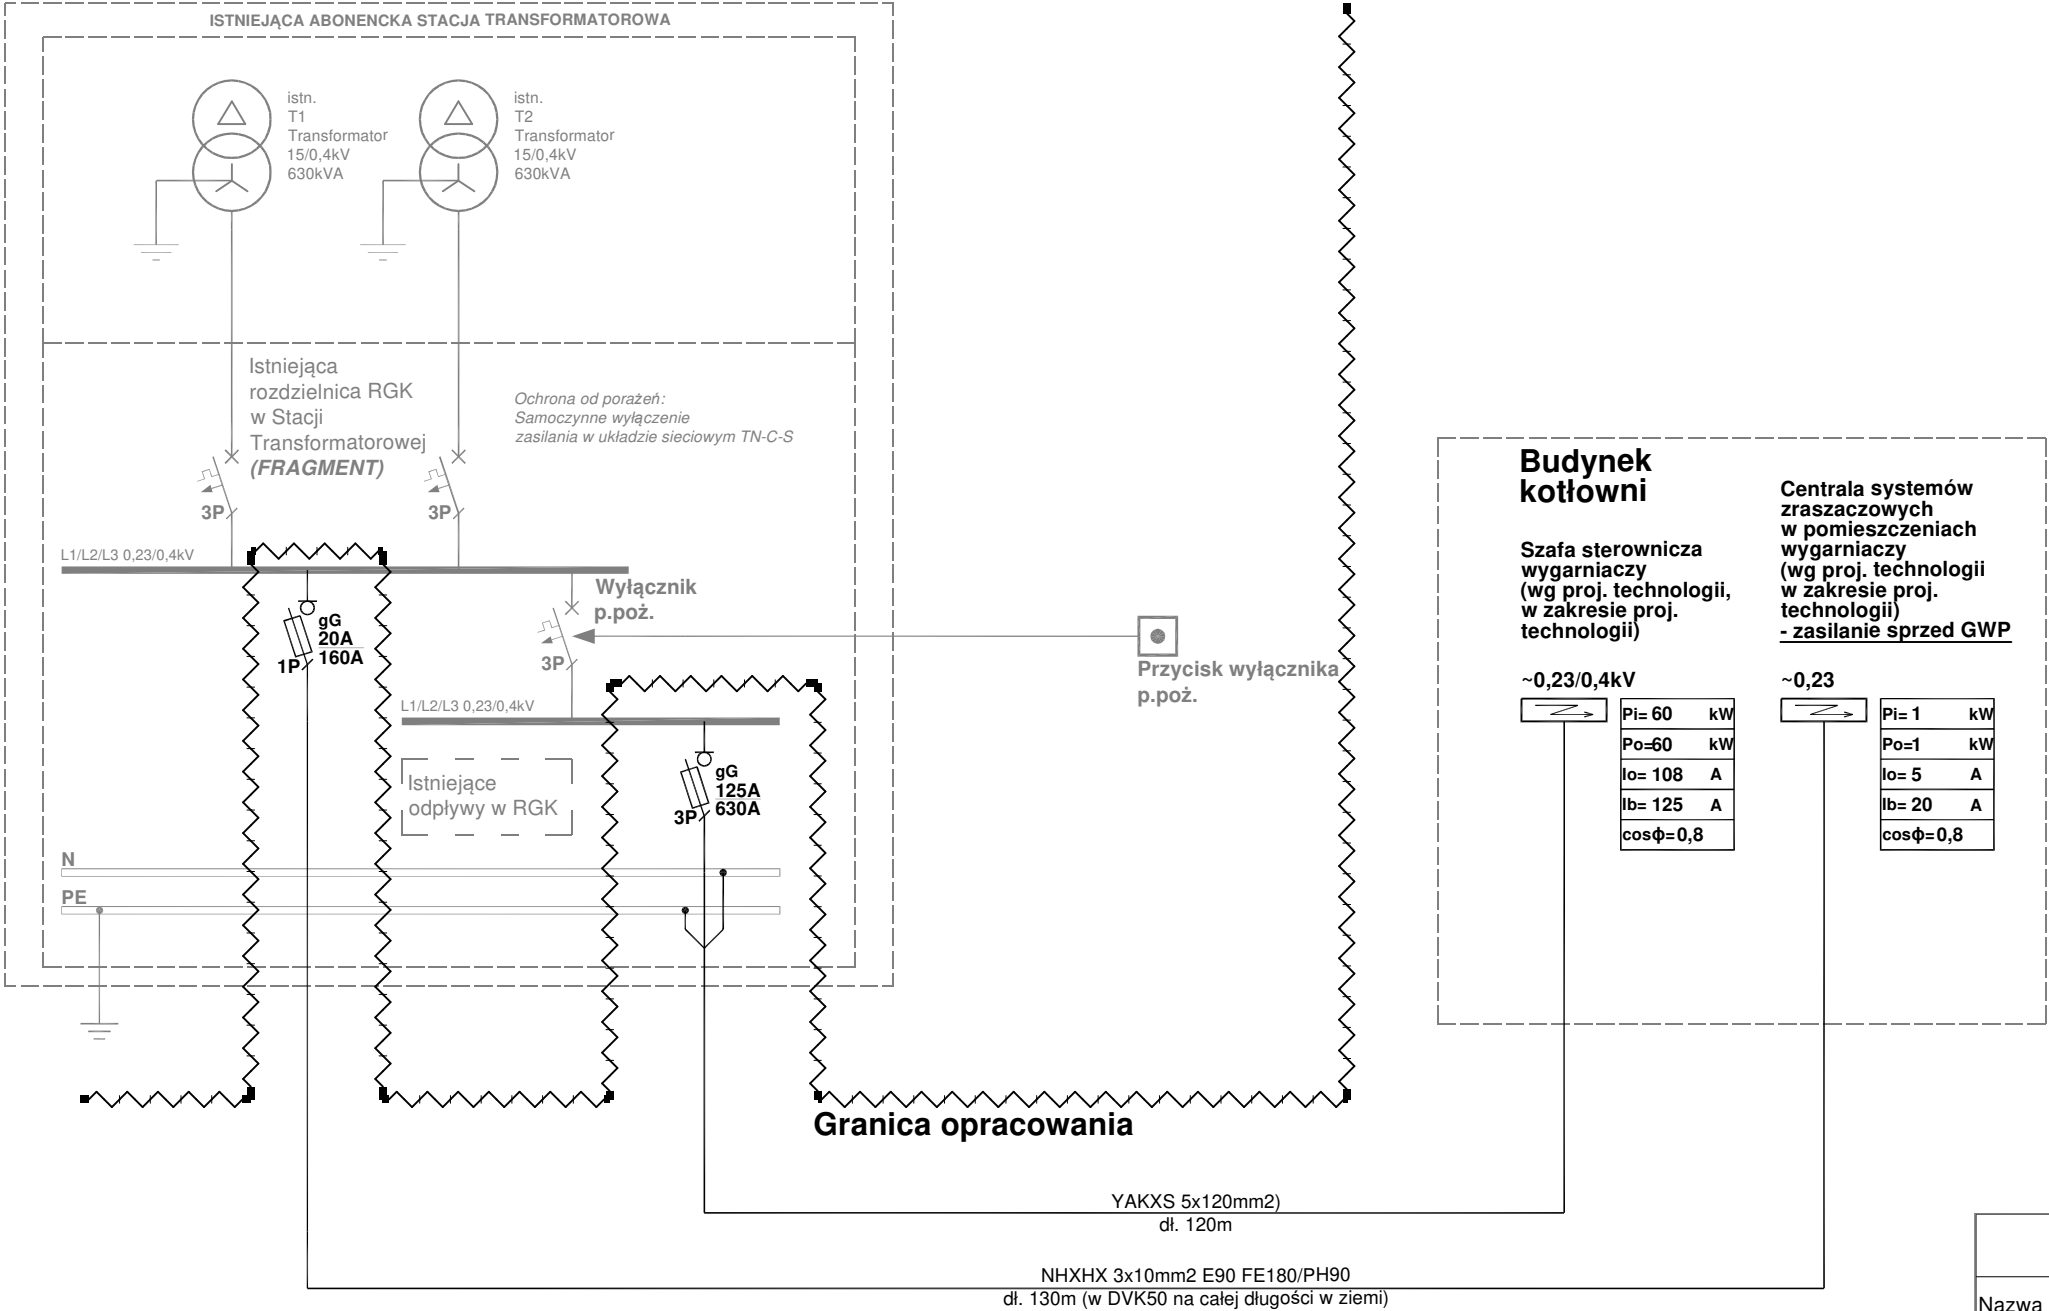 ISTNIEJĄCA ABONENCKA STACJA TRANSFORMATOROWA
istn.
T1
Transformator
15/0,4kV
630kVA
istn.
T2
Transformator
15/0,4kV
630kVA
Istniejąca
rozdzielnica RGK
w Stacji
Transformatorowej
(FRAGMENT)
Ochrona od porażeń:
Samoczynne wyłączenie
zasilania w układzie sieciowym TN-C-S
3P
3P
L1/L2/L3 0,23/0,4kV
gG
20A
160A
1P
Wyłącznik
p.poż.
3P
Przycisk wyłącznika
p.poż.
L1/L2/L3 0,23/0,4kV
Istniejące
odpływy w RGK
gG
125A
630A
3P
N
PE
Budynek
kotłowni
Szafa sterownicza
wygarniaczy
(wg proj. technologii,
w zakresie proj.
technologii)
~0,23/0,4kV
Pi= 60 kW
Po=60 kW
Io= 108 A
Ib= 125 A
cosϕ=0,8
Centrala systemów
zraszaczowych
w pomieszczeniach
wygarniaczy
(wg proj. technologii
w zakresie proj.
technologii)
- zasilanie sprzed GWP
~0,23
Pi= 1 kW
Po=1 kW
Io= 5 A
Ib= 20 A
cosϕ=0,8
Granica opracowania
YAKXS 5x120mm2)
dł. 120m
NHXHX 3x10mm2 E90 FE180/PH90
dł. 130m (w DVK50 na całej długości w ziemi)
Nazwa